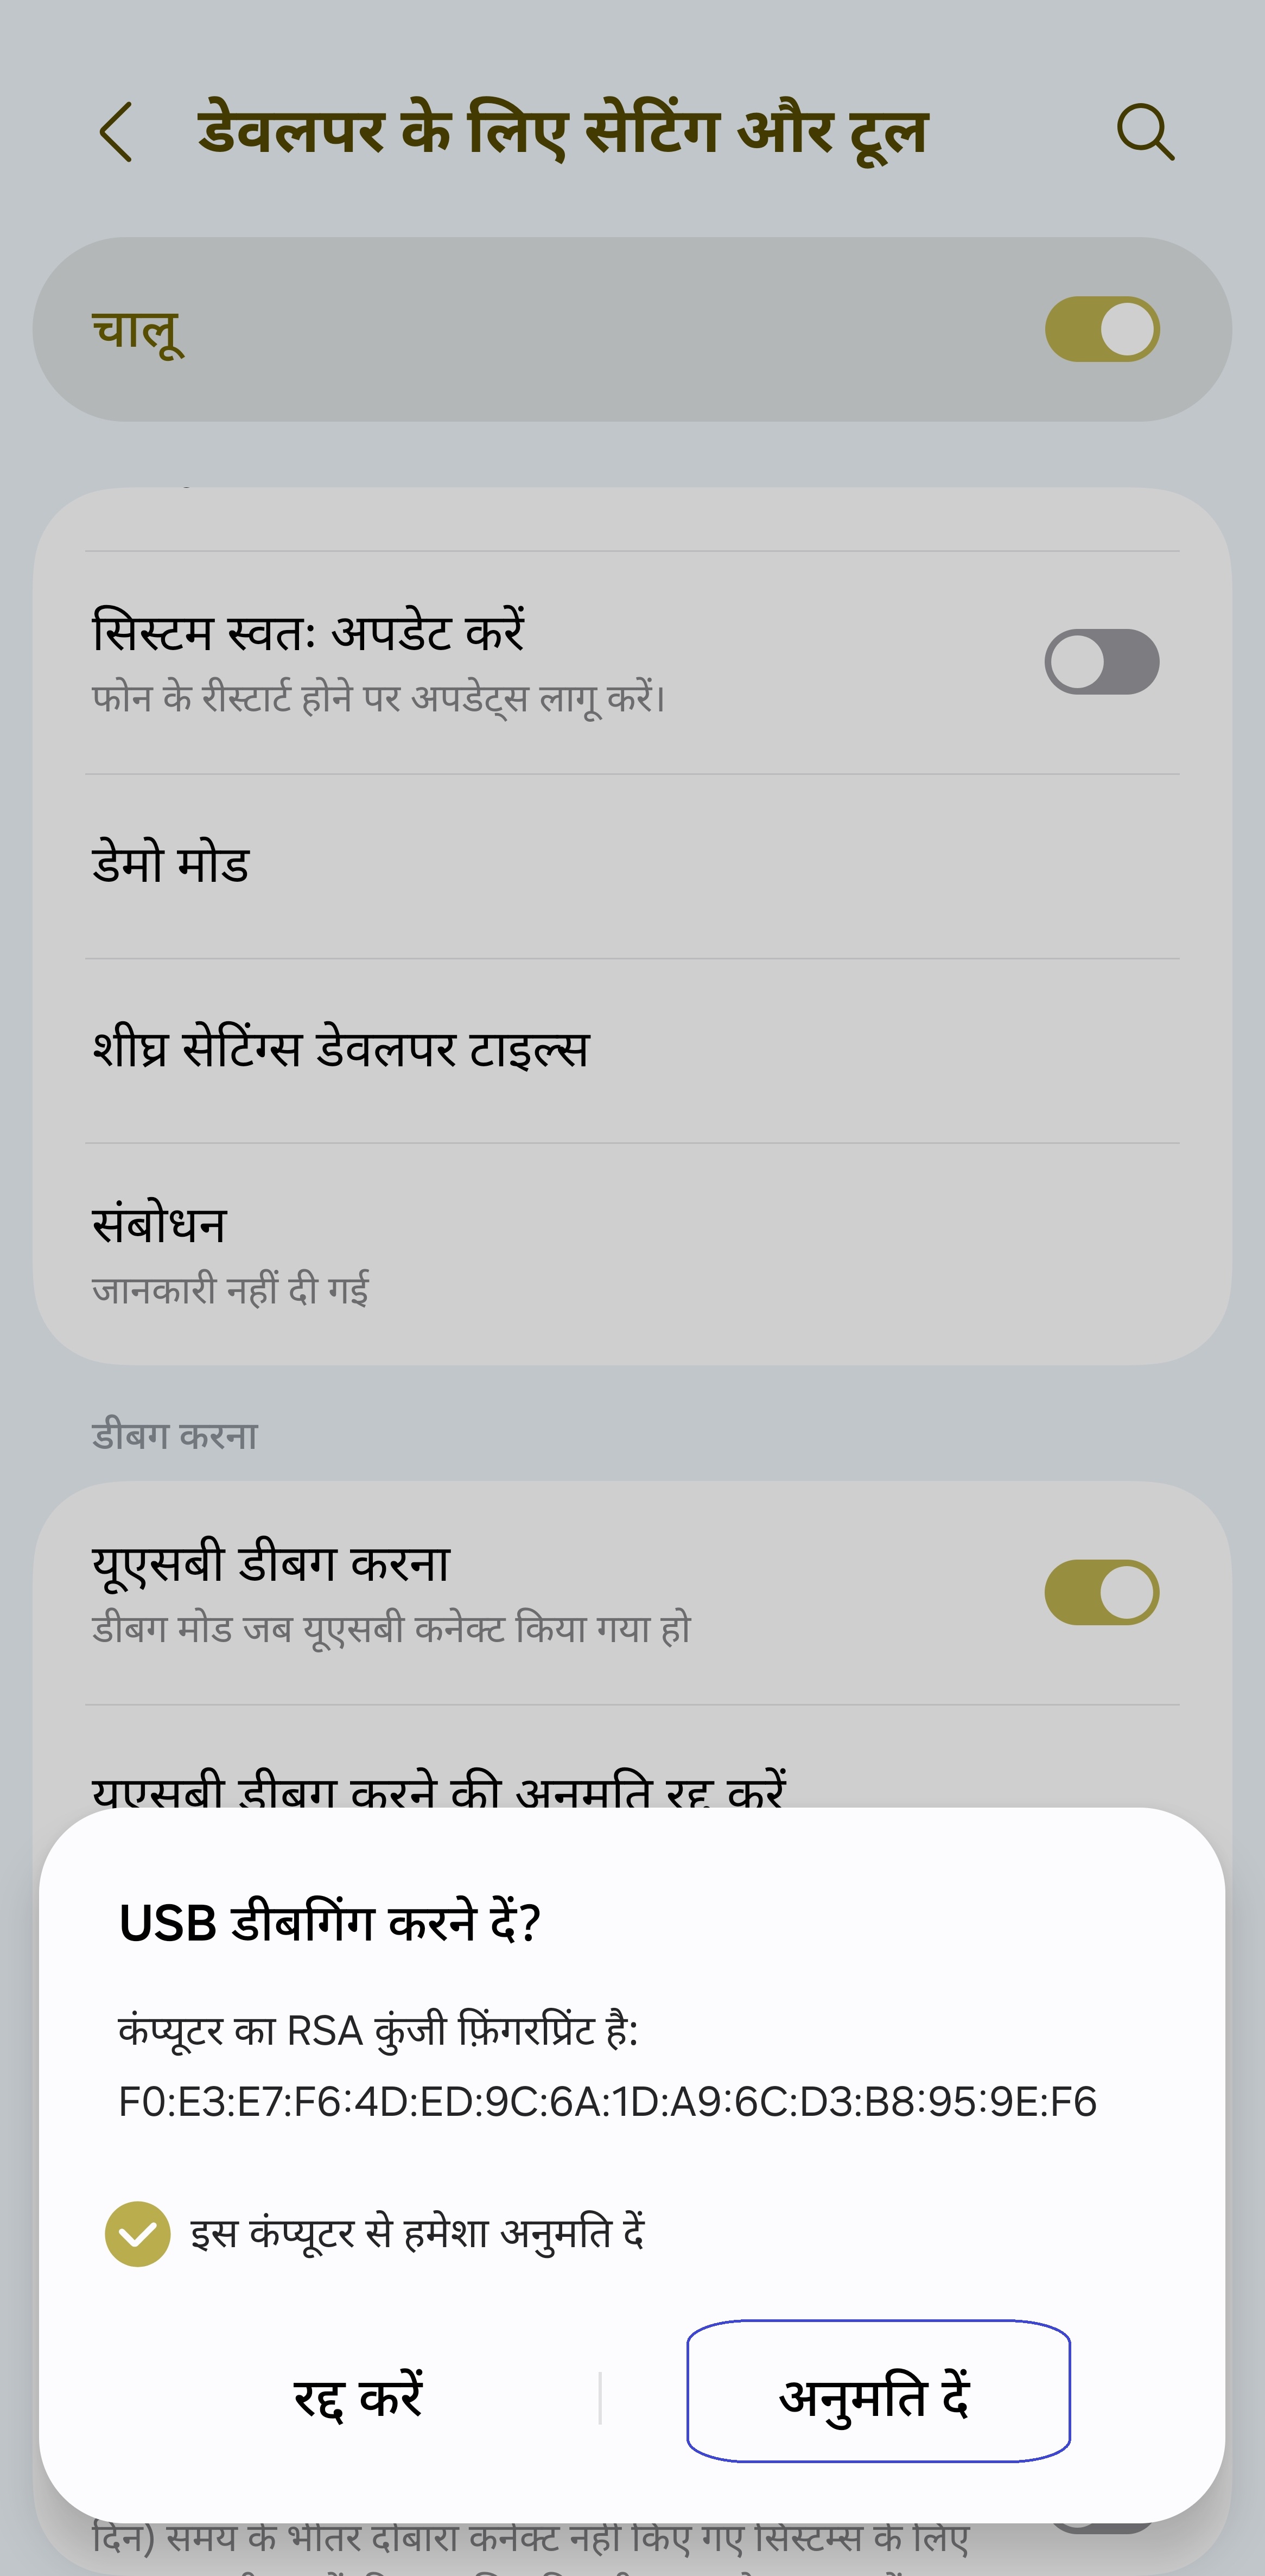 डेवलपर के लिए सेटिंग और टूल
चालू
सिस्टम स्वतः अपडेट करें
फोन के रीस्टार्ट होने पर अपडेट्स लागू करें।
डेमो मोड
शीघ्र सेटिंग्स डेवलपर टाइल्स
संबोधन
जानकारी नहीं दी गई
डीबग करना
यूएसबी डीबग करना
डीबग मोड जब यूएसबी कनेक्ट किया गया हो
यूएसबी डीबग करने की अनुमति रद्द करें
USB डीबगिंग करने दें?
कंप्यूटर का RSA कुंजी फ़िंगरप्रिंट है:
F0:E3:E7:F6:4D:ED:9C:6A:1D:A9:6C:D3:B8:95:9E:F6
इस कंप्यूटर से हमेशा अनुमति दें
रद्द करें
अनुमति दें
दिन) समय के भीतर दोबारा कनेक्ट नहीं किए गए सिस्टम्स के लिए